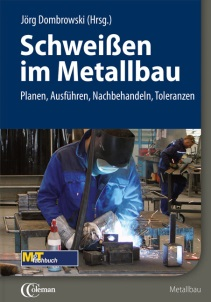 Jörg Dombrowski (Hrsg.)
Schweißen
im Metallbau
Planen, Ausführen, Nachbehandeln, Toleranzen
M&T
Fachbuch
Coleman
Metallbau